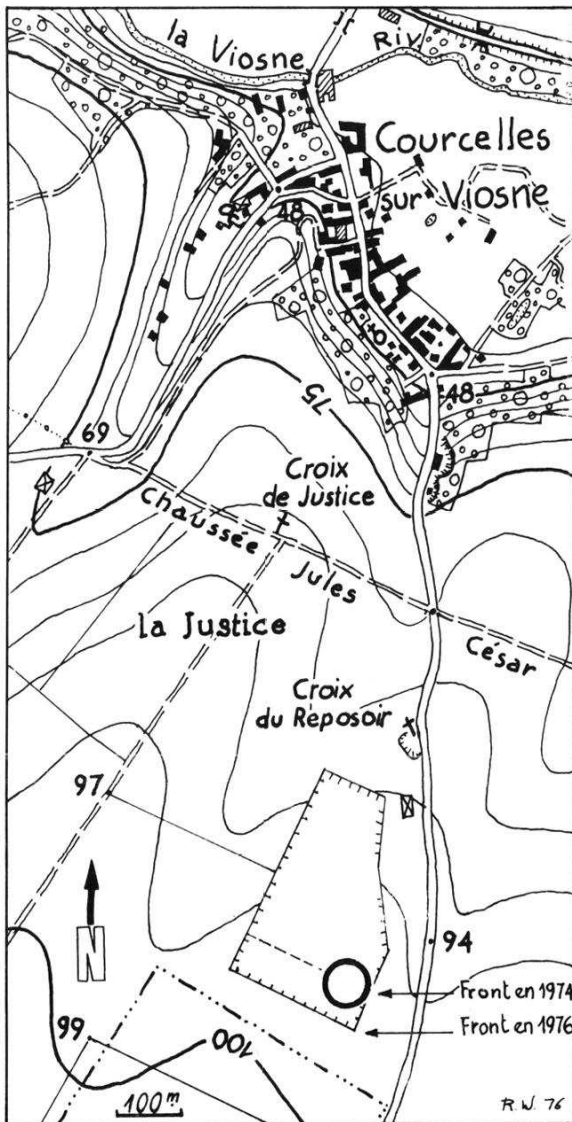 la Viosne
Riv.
Courcelles
sur Viosne
48
48
75
69
Croix
de Justice
Chaussée
Jules
César
la Justice
Croix
du Reposoir
97
94
N
Front en 1974
Front en 1976
99
100
100m
R.W. 76